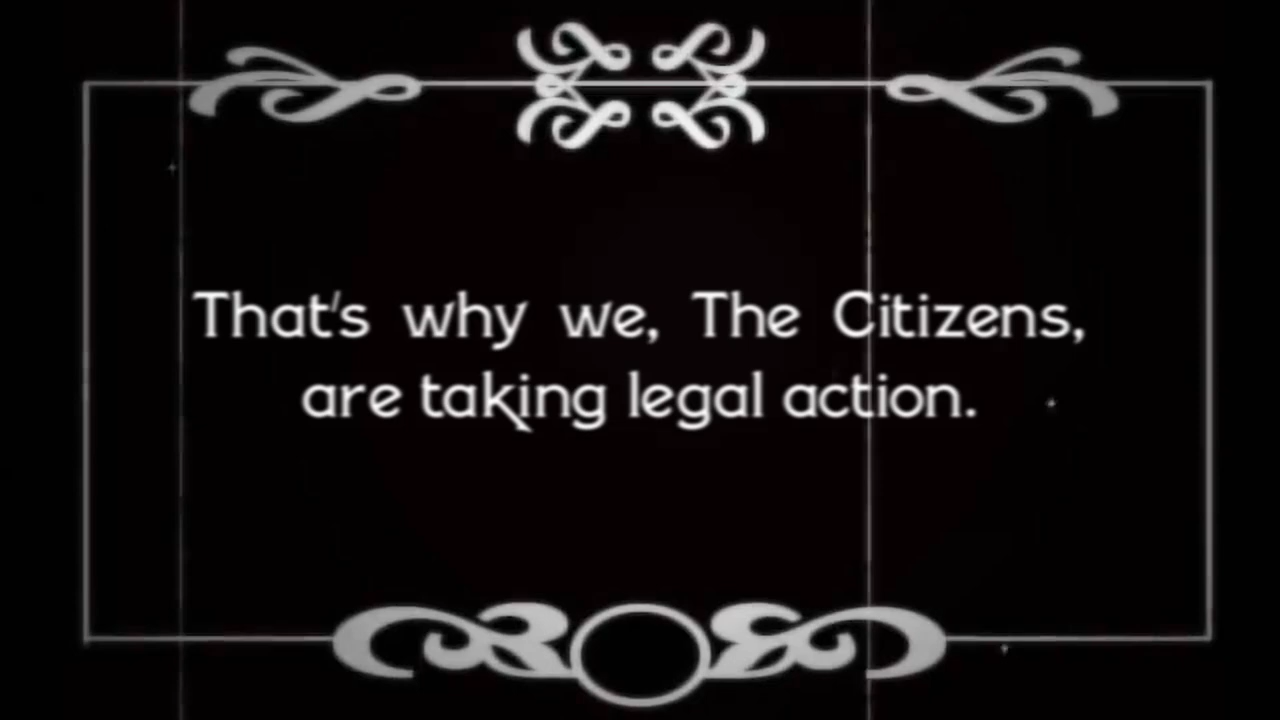 That's why we, The Citizens,
are taking legal action.